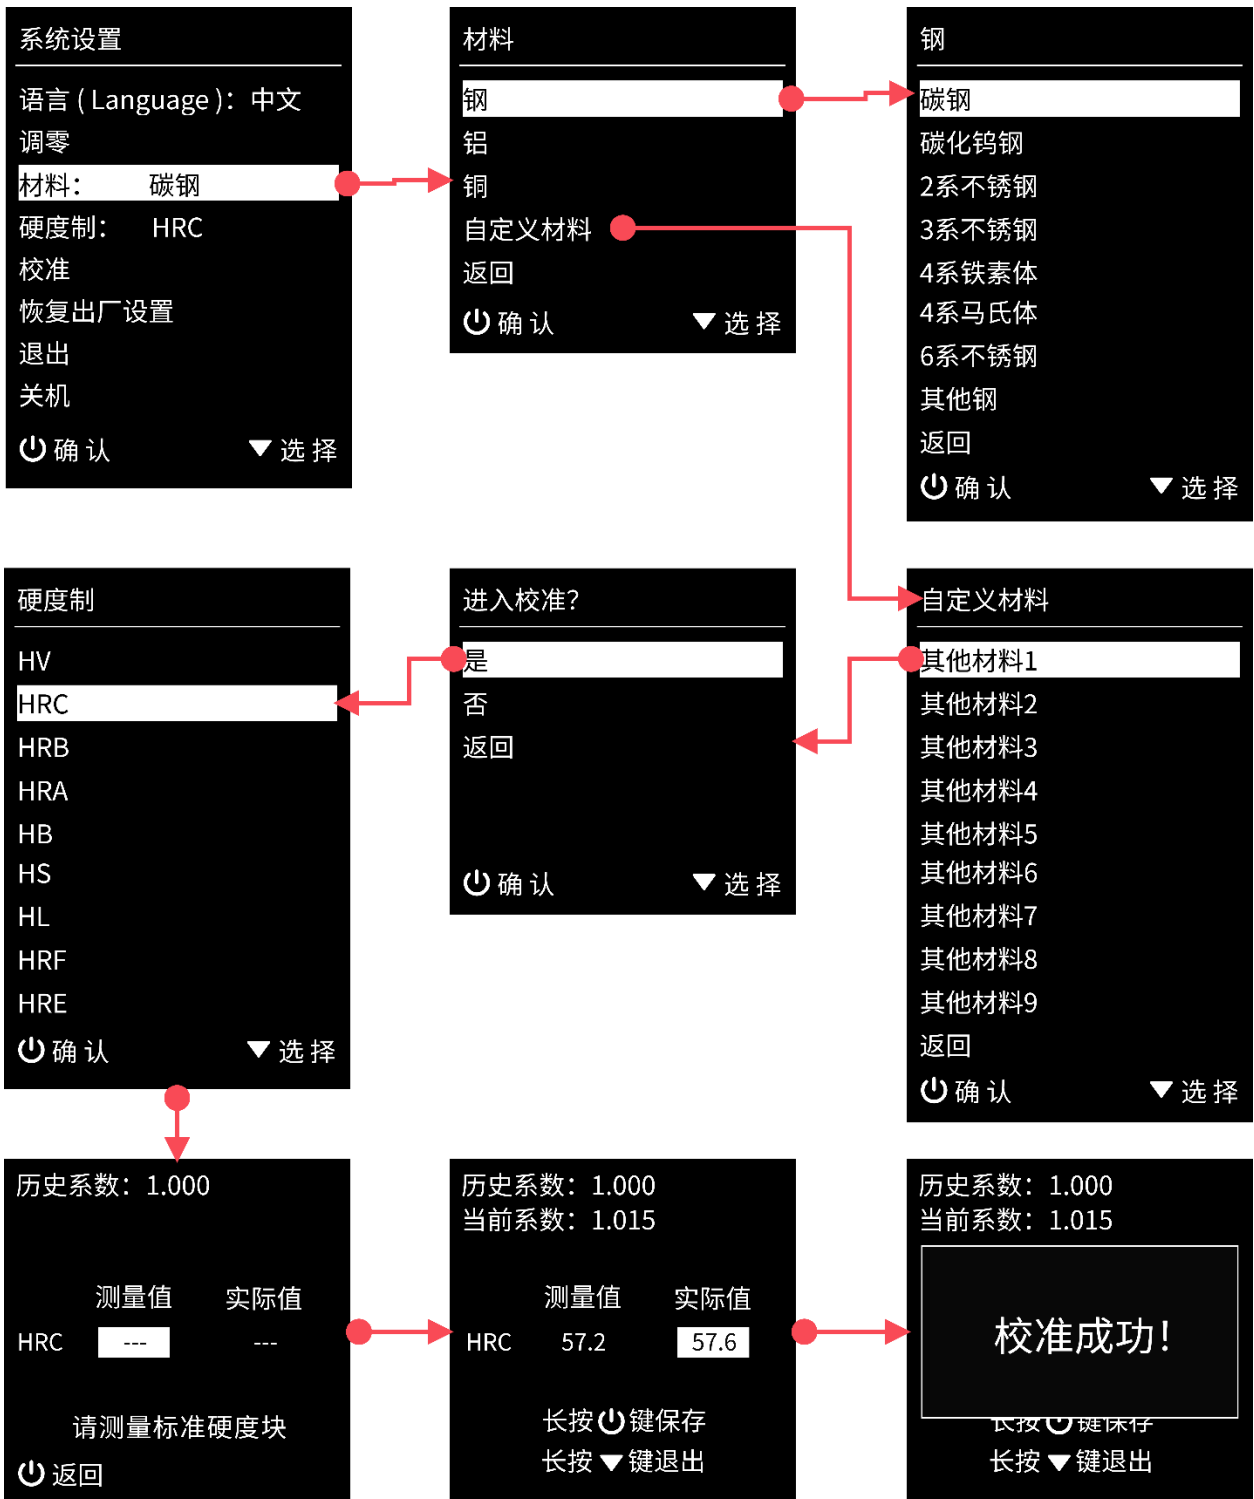 系统设置
语言 ( Language )：中文
调零
材料： 碳钢
硬度制： HRC
校准
恢复出厂设置
退出
关机
确 认 选 择
材料
钢
铝
铜
自定义材料
返回
确 认 选 择
钢
碳钢
碳化钨钢
2系不锈钢
3系不锈钢
4系铁素体
4系马氏体
6系不锈钢
其他钢
返回
确 认 选 择
硬度制
HV
HRC
HRB
HRA
HB
HS
HL
HRF
HRE
确 认 选 择
进入校准？
是
否
返回
确 认 选 择
自定义材料
其他材料1
其他材料2
其他材料3
其他材料4
其他材料5
其他材料6
其他材料7
其他材料8
其他材料9
返回
确 认 选 择
历史系数：1.000
测量值 实际值
HRC --- ---
请测量标准硬度块
返回
历史系数：1.000
当前系数：1.015
测量值 实际值
HRC 57.2 57.6
长按 键保存
长按 键退出
历史系数：1.000
当前系数：1.015
校准成功！
长按 键保存
长按 键退出